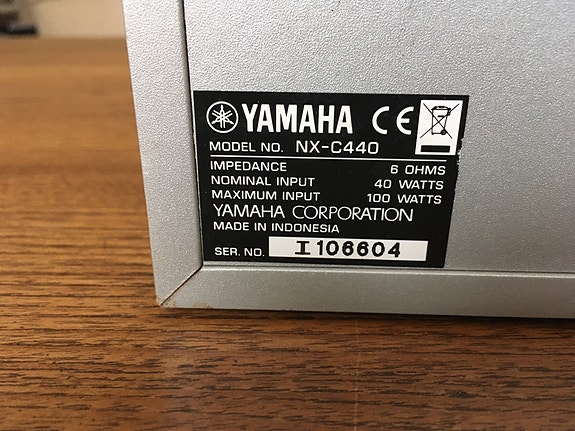 YAMAHA CE
MODEL NO. NX-C440
IMPEDANCE 6 OHMS
NOMINAL INPUT 40 WATTS
MAXIMUM INPUT 100 WATTS
YAMAHA CORPORATION
MADE IN INDONESIA
SER. NO. I106604